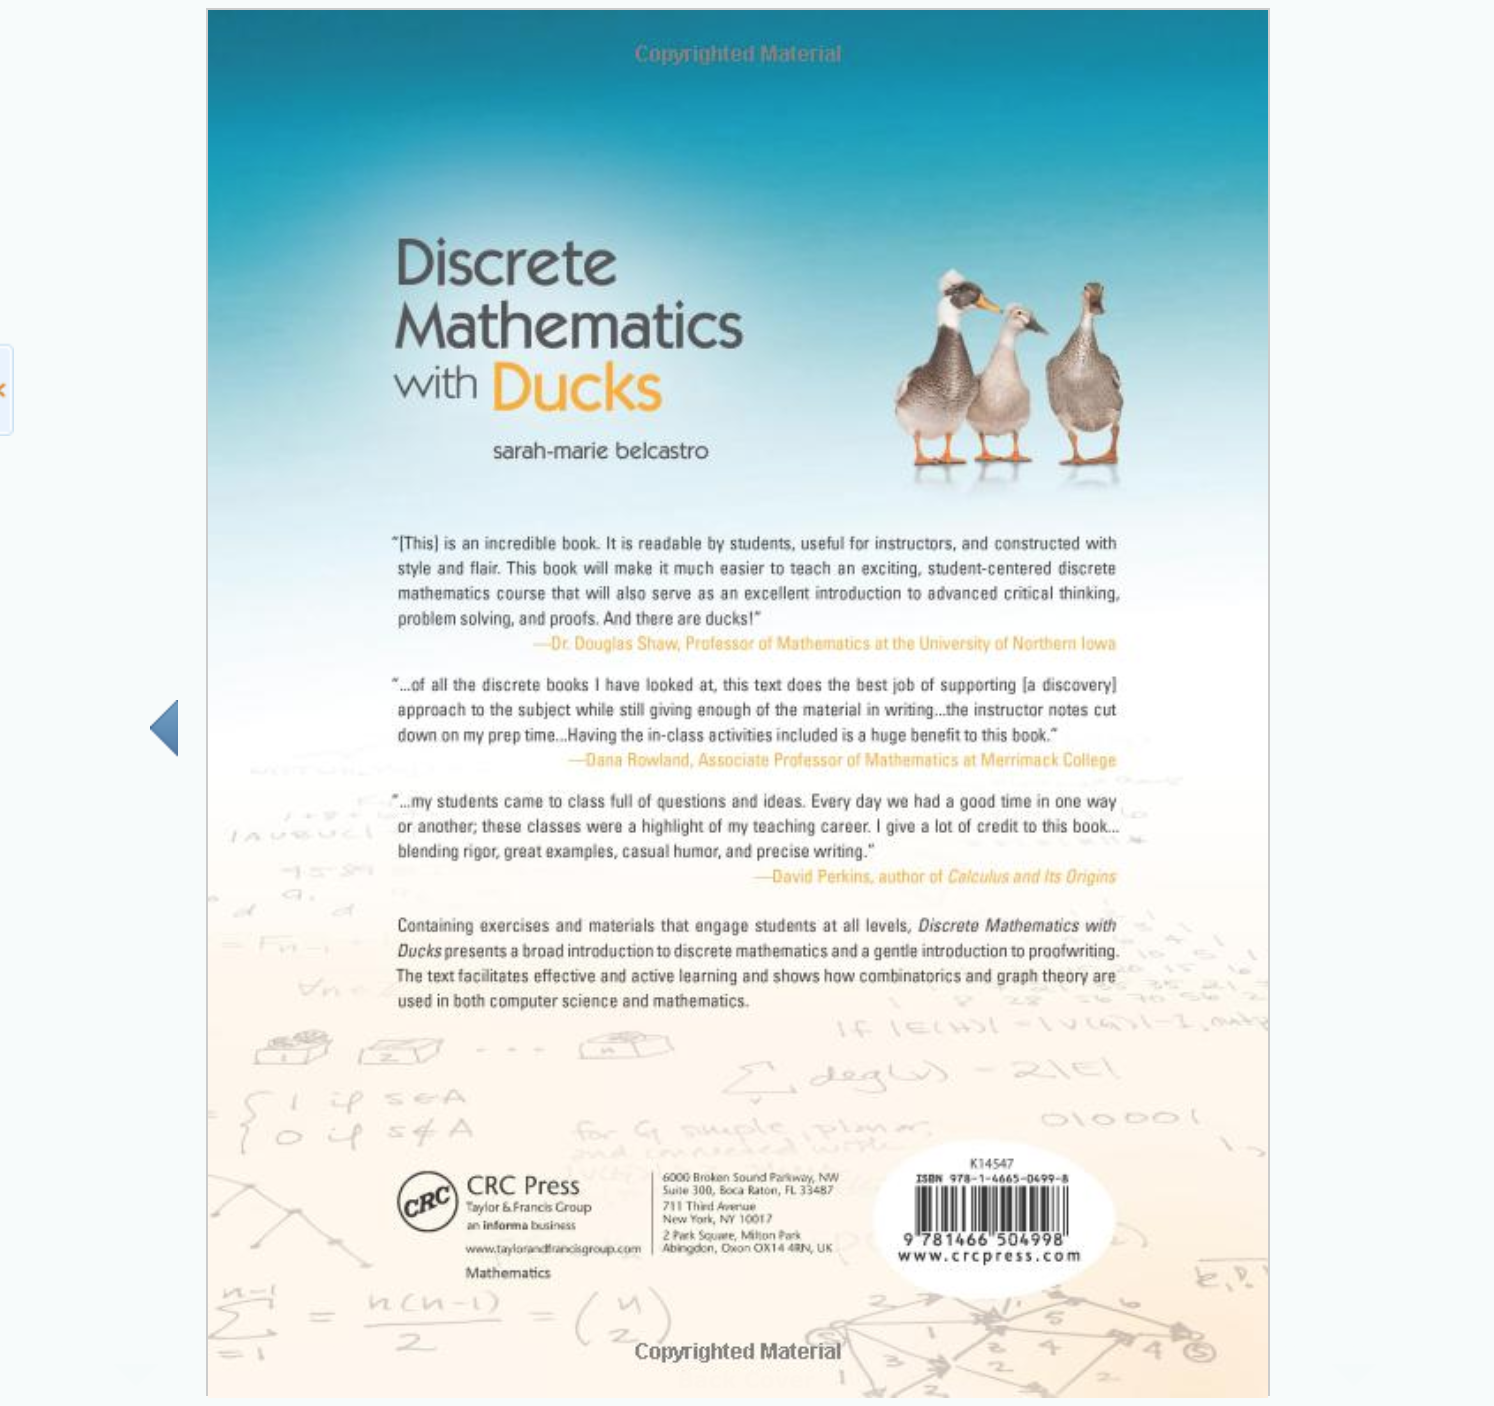 Copyrighted Material
Discrete
Mathematics
with Ducks
sarah-marie belcastro
"[This] is an incredible book. It is readable by students, useful for instructors, and constructed with
style and flair. This book will make it much easier to teach an exciting, student-centered discrete
mathematics course that will also serve as an excellent introduction to advanced critical thinking,
problem solving, and proofs. And there are ducks!"
—Dr. Douglas Shaw, Professor of Mathematics at the University of Northern Iowa
"...of all the discrete books I have looked at, this text does the best job of supporting [a discovery]
approach to the subject while still giving enough of the material in writing...the instructor notes cut
down on my prep time...Having the in-class activities included is a huge benefit to this book."
—Dana Rowland, Associate Professor of Mathematics at Merrimack College
"...my students came to class full of questions and ideas. Every day we had a good time in one way
or another; these classes were a highlight of my teaching career. I give a lot of credit to this book...
blending rigor, great examples, casual humor, and precise writing."
—David Perkins, author of Calculus and Its Origins
Containing exercises and materials that engage students at all levels, Discrete Mathematics with
Ducks presents a broad introduction to discrete mathematics and a gentle introduction to proofwriting.
The text facilitates effective and active learning and shows how combinatorics and graph theory are
used in both computer science and mathematics.
1 2 . . . n
if |E(H)| = |V(G)|-1,
∑ deg(v) = 2|E|
v
{ 1 if s∈A
0 if s∉A
for G simple, planar,
and connected with
010001
CRC
CRC Press
Taylor & Francis Group
an informa business
www.taylorandfrancisgroup.com
Mathematics
6000 Broken Sound Parkway, NW
Suite 300, Boca Raton, FL 33487
711 Third Avenue
New York, NY 10017
2 Park Square, Milton Park
Abingdon, Oxon OX14 4RN, UK
K14547
ISBN 978-1-4665-0499-8
9 781466 504998
www.crcpress.com
n-1
∑ = n(n-1) / 2 = (n 2)
=1
Copyrighted Material